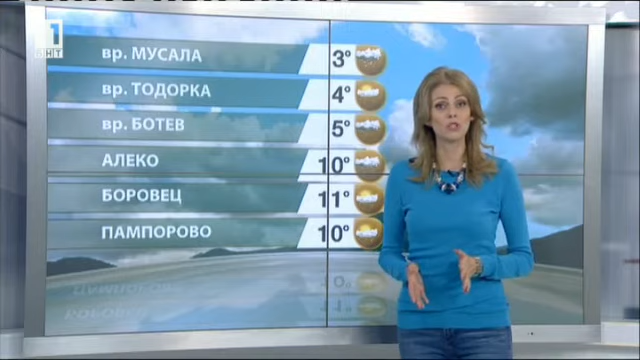 1
БНТ
вр. МУСАЛА 3°
вр. ТОДОРКА 4°
вр. БОТЕВ 5°
АЛЕКО 10°
БОРОВЕЦ 11°
ПАМПОРОВО 10°